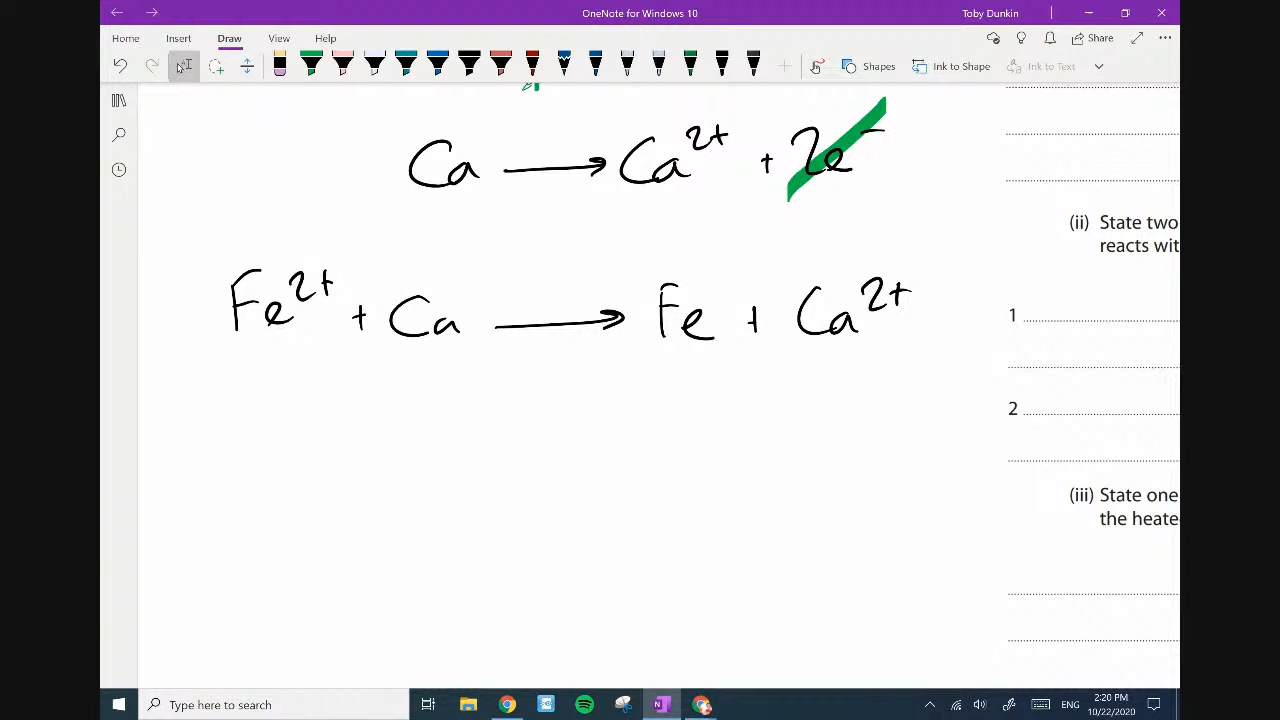 OneNote for Windows 10
Toby Dunkin
Home Insert Draw View Help
Share
Shapes
Ink to Shape
Ink to Text
Ca ⟶ Ca²⁺ + 2e⁻
Fe²⁺ + Ca ⟶ Fe + Ca²⁺
(ii) State two
reacts wit
1
2
(iii) State one
the heate
Type here to search
ENG
2:20 PM
10/22/2020